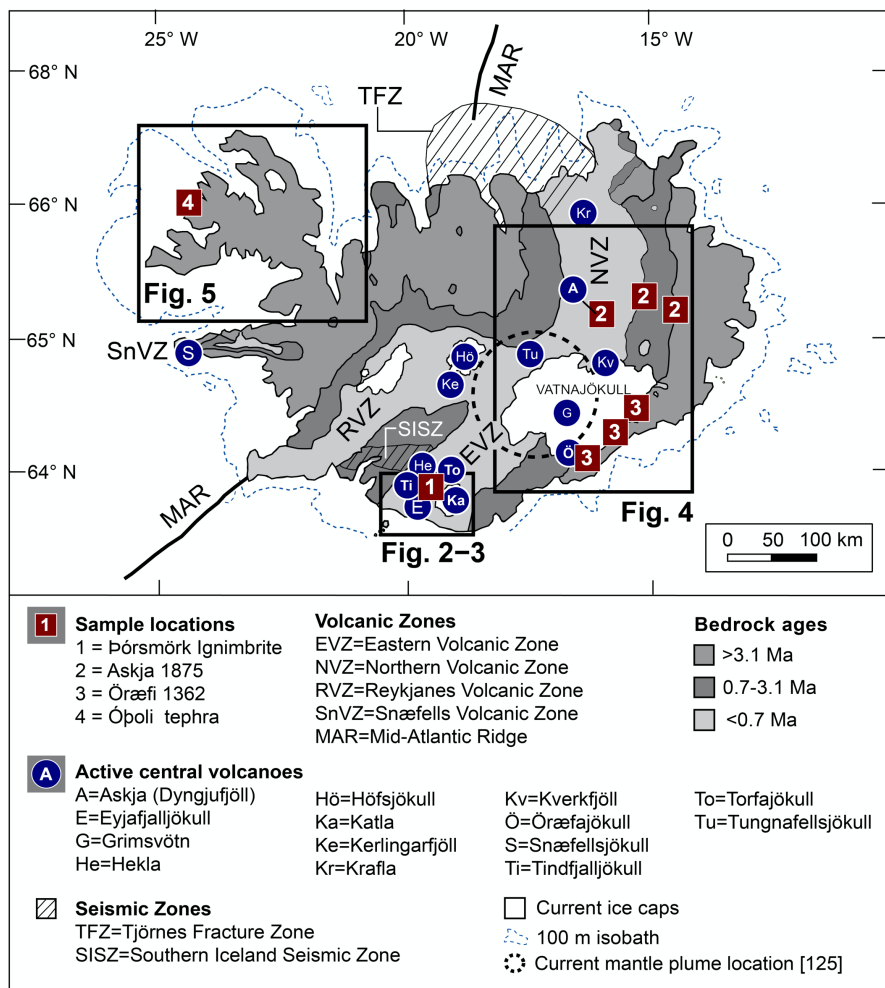 25° W
20° W
15° W
68° N
66° N
65° N
64° N
MAR
TFZ
4
Kr
NVZ
Fig. 5
A
2
2
2
SnVZ
S
Hö
Tu
Kv
Ke
VATNAJÖKULL
RVZ
G
3
SISZ
EVZ
3
Ö
3
He
To
Ti
1
Ka
E
MAR
Fig. 2–3
Fig. 4
0 50 100 km
1
Sample locations
1 = Þórsmörk Ignimbrite
2 = Askja 1875
3 = Öræfi 1362
4 = Óþoli tephra
Volcanic Zones
EVZ=Eastern Volcanic Zone
NVZ=Northern Volcanic Zone
RVZ=Reykjanes Volcanic Zone
SnVZ=Snæfells Volcanic Zone
MAR=Mid-Atlantic Ridge
Bedrock ages
>3.1 Ma
0.7-3.1 Ma
<0.7 Ma
A
Active central volcanoes
A=Askja (Dyngjufjöll)
E=Eyjafjalljökull
G=Grimsvötn
He=Hekla
Hö=Höfsjökull
Ka=Katla
Ke=Kerlingarfjöll
Kr=Krafla
Kv=Kverkfjöll
Ö=Öræfajökull
S=Snæfellsjökull
Ti=Tindfjalljökull
To=Torfajökull
Tu=Tungnafellsjökull
Seismic Zones
TFZ=Tjörnes Fracture Zone
SISZ=Southern Iceland Seismic Zone
Current ice caps
100 m isobath
Current mantle plume location [125]